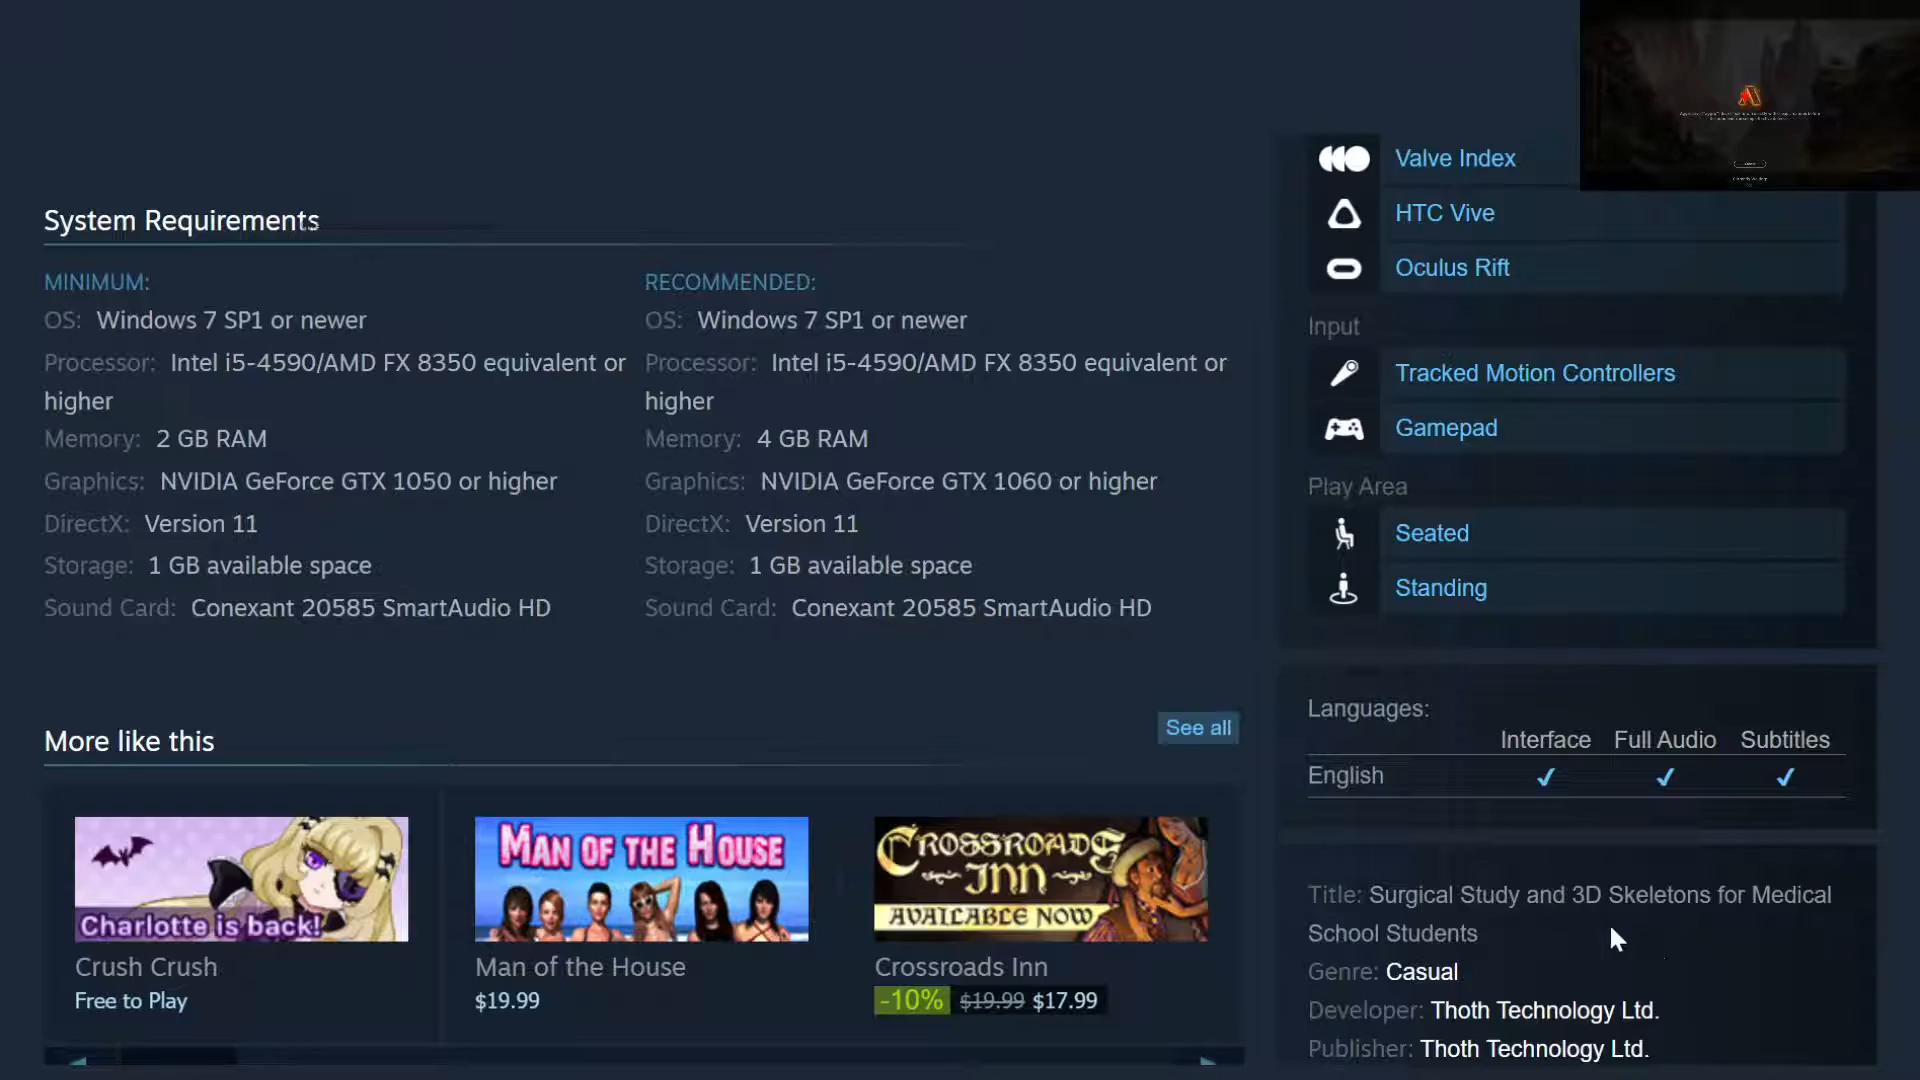 System Requirements
MINIMUM:
OS: Windows 7 SP1 or newer
Processor: Intel i5-4590/AMD FX 8350 equivalent or
higher
Memory: 2 GB RAM
Graphics: NVIDIA GeForce GTX 1050 or higher
DirectX: Version 11
Storage: 1 GB available space
Sound Card: Conexant 20585 SmartAudio HD
RECOMMENDED:
OS: Windows 7 SP1 or newer
Processor: Intel i5-4590/AMD FX 8350 equivalent or
higher
Memory: 4 GB RAM
Graphics: NVIDIA GeForce GTX 1060 or higher
DirectX: Version 11
Storage: 1 GB available space
Sound Card: Conexant 20585 SmartAudio HD
More like this
See all
Charlotte is back!
Crush Crush
Free to Play
MAN OF THE HOUSE
Man of the House
$19.99
CROSSROADS
INN
AVAILABLE NOW
Crossroads Inn
-10% $19.99 $17.99
Valve Index
HTC Vive
Oculus Rift
Input
Tracked Motion Controllers
Gamepad
Play Area
Seated
Standing
Languages:
Interface Full Audio Subtitles
English ✔ ✔ ✔
Title: Surgical Study and 3D Skeletons for Medical
School Students
Genre: Casual
Developer: Thoth Technology Ltd.
Publisher: Thoth Technology Ltd.